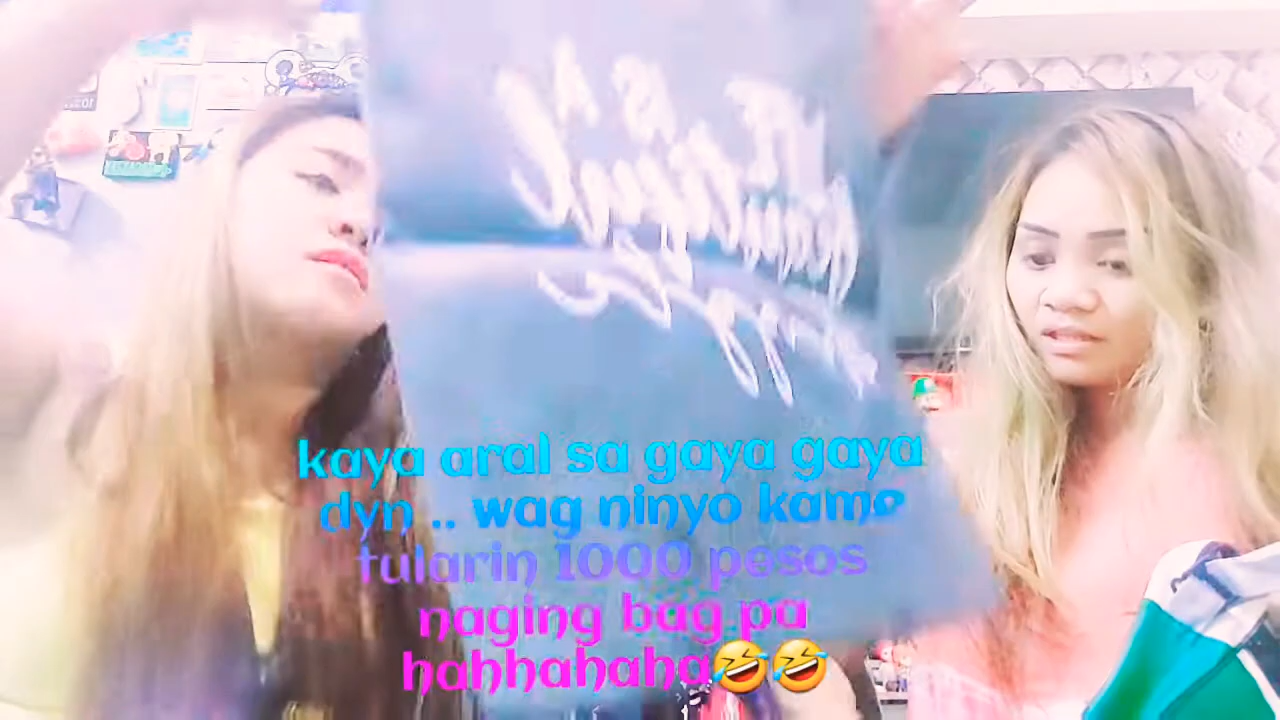 kaya aral sa gaya gaya
dyn .. wag ninyo kame
tularin 1000 pesos
naging bag pa
hahhahaha🤣🤣